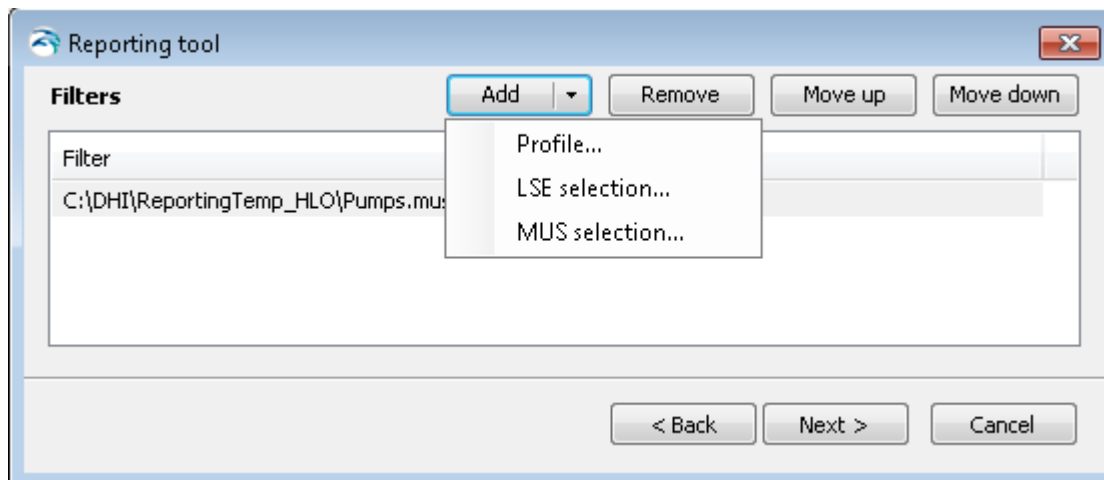 Reporting tool
Filters
Add
Remove
Move up
Move down
Filter
C:\DHI\ReportingTemp_HLO\Pumps.mus
Profile...
LSE selection...
MUS selection...
< Back
Next >
Cancel